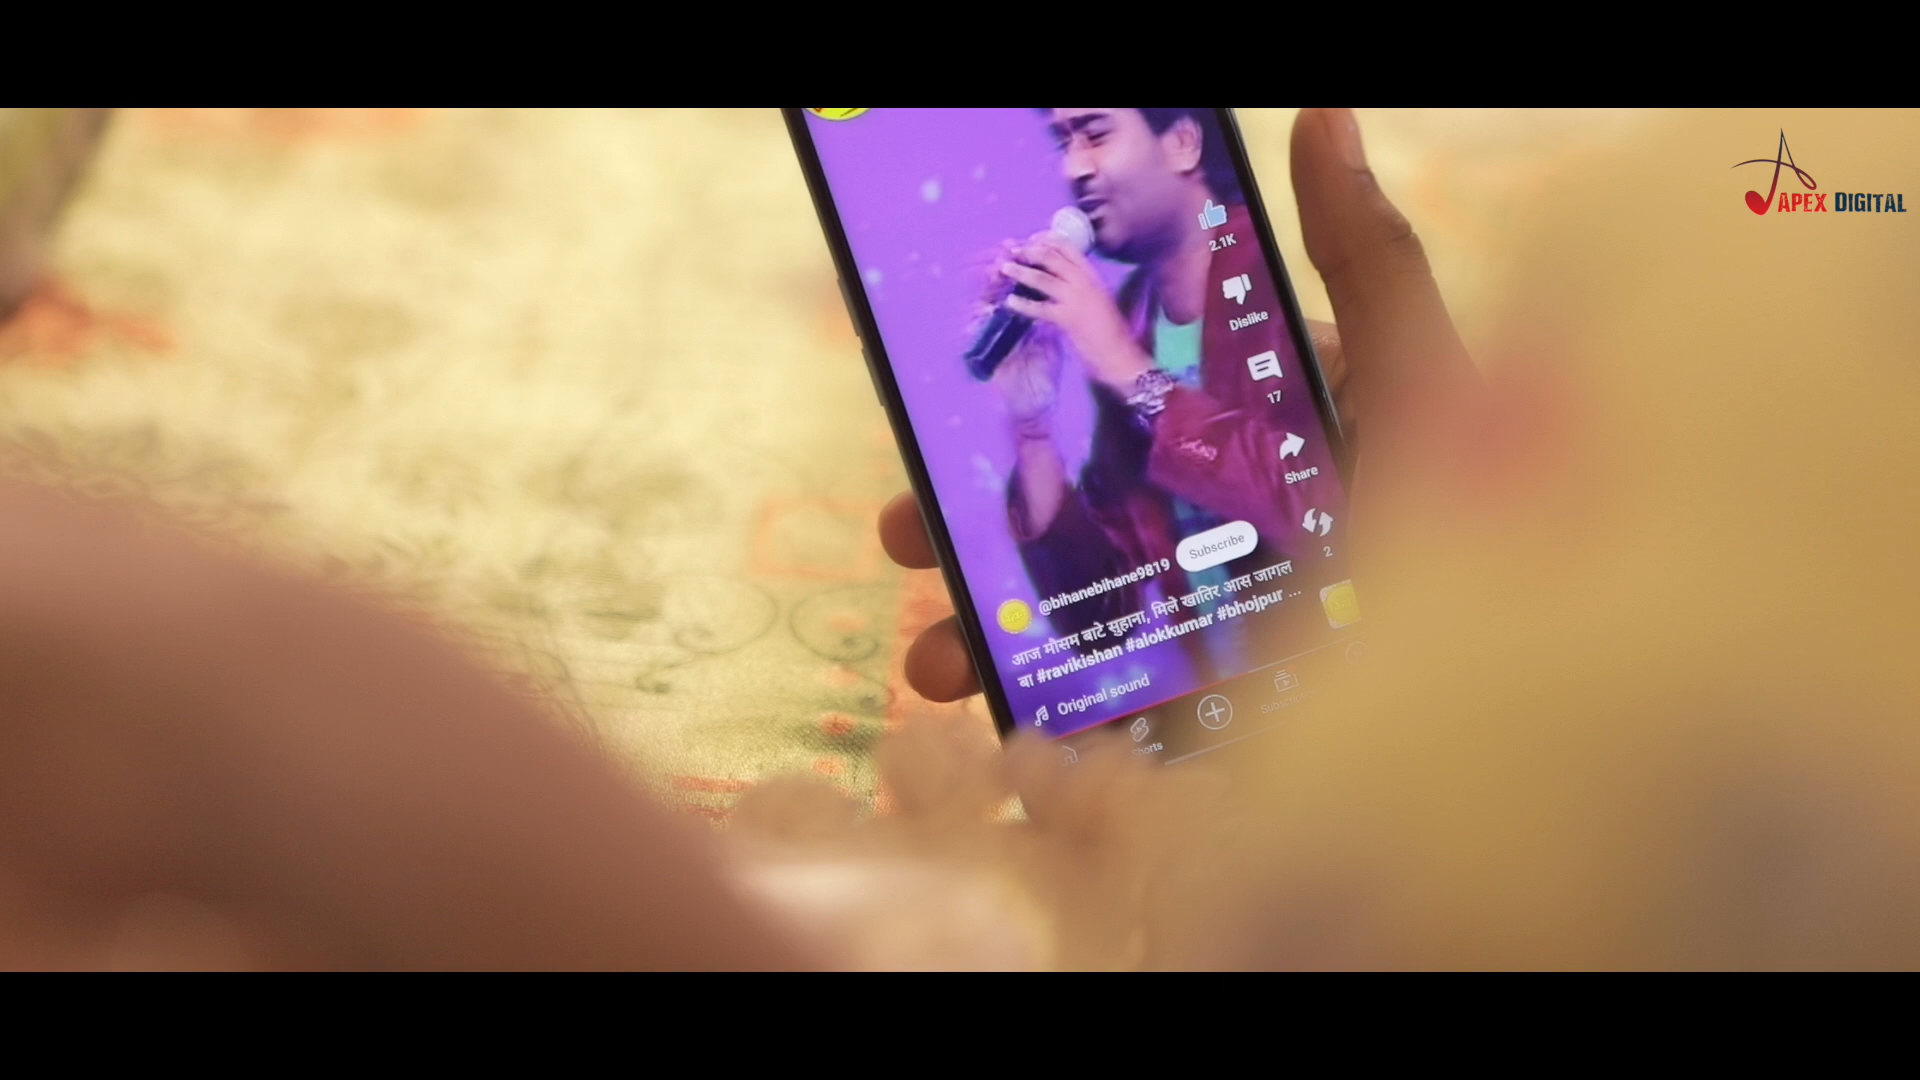 APEX DIGITAL
2.1K
Dislike
17
Share
2
@bihanebihane9819 Subscribe
आज मोसम बाटे सुहाना, मिले खातिर आस जागल
बा #ravikishan #alokkumar #bhojpur ...
Original sound
Shorts